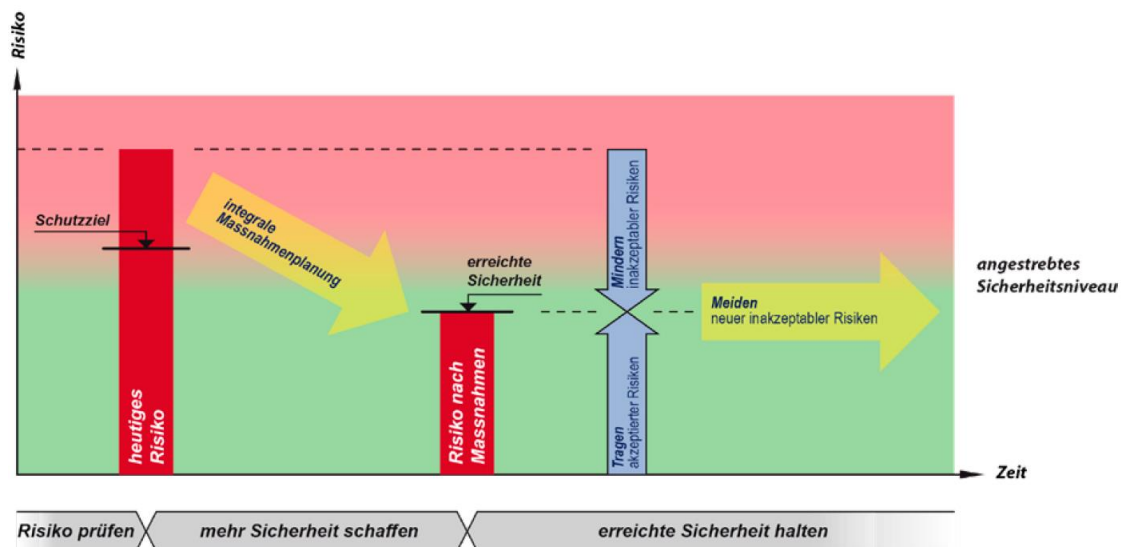 Risiko
Schutzziel
heutiges
Risiko
integrale
Massnahmenplanung
erreichte
Sicherheit
Risiko nach
Massnahmen
Mindern
inakzeptabler Risiken
Tragen
akzeptierter Risiken
Meiden
neuer inakzeptabler Risiken
angestrebtes
Sicherheitsniveau
Zeit
Risiko prüfen
mehr Sicherheit schaffen
erreichte Sicherheit halten